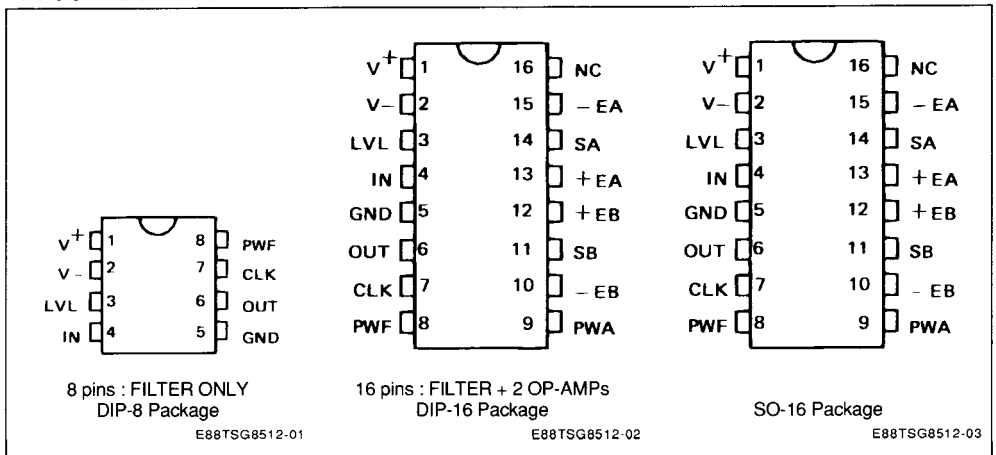 V+ 1 8 PWF
V- 2 7 CLK
LVL 3 6 OUT
IN 4 5 GND
8 pins : FILTER ONLY
DIP-8 Package
E88TSG8512-01
V+ 1 16 NC
V- 2 15 - EA
LVL 3 14 SA
IN 4 13 + EA
GND 5 12 + EB
OUT 6 11 SB
CLK 7 10 - EB
PWF 8 9 PWA
16 pins : FILTER + 2 OP-AMPs
DIP-16 Package
E88TSG8512-02
V+ 1 16 NC
V- 2 15 - EA
LVL 3 14 SA
IN 4 13 + EA
GND 5 12 + EB
OUT 6 11 SB
CLK 7 10 - EB
PWF 8 9 PWA
SO-16 Package
E88TSG8512-03